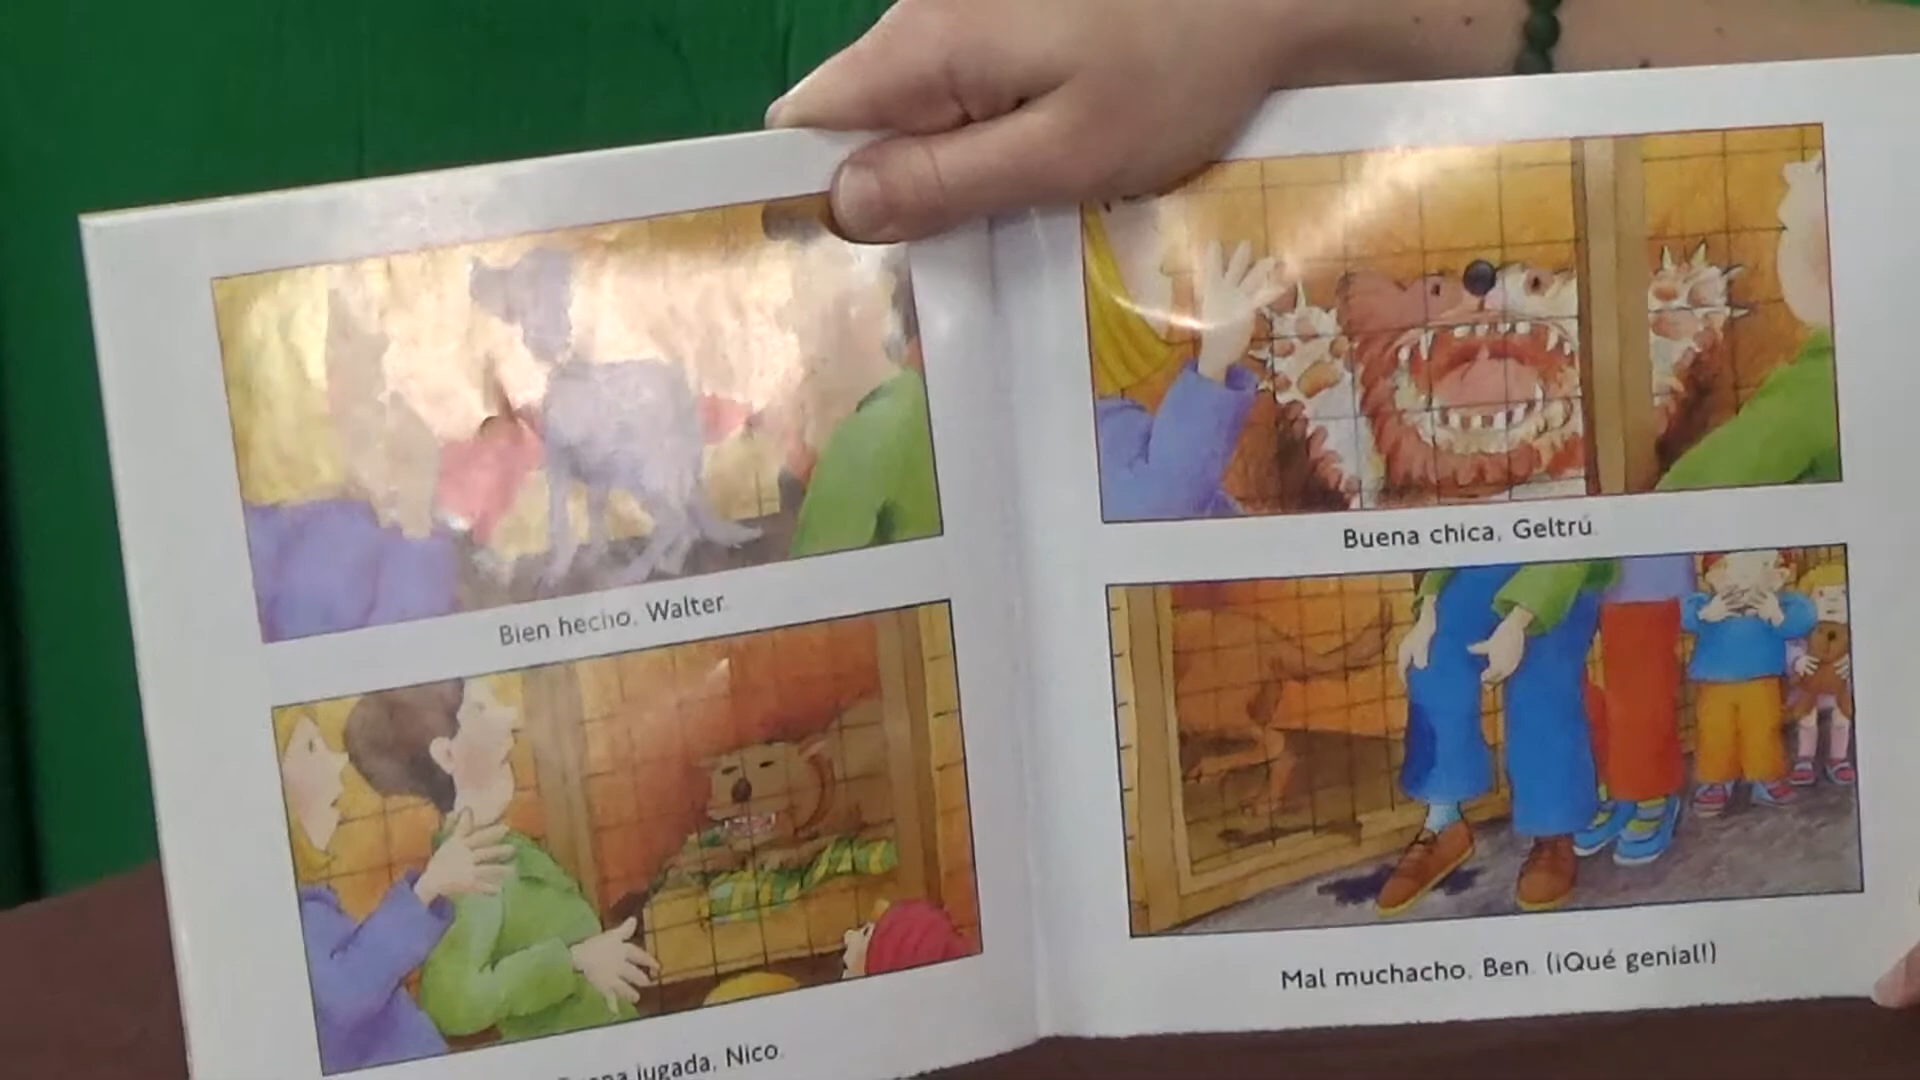 Bien hecho, Walter.
jugada, Nico.
Buena chica, Geltrú.
Mal muchacho, Ben. (¡Qué genial!)